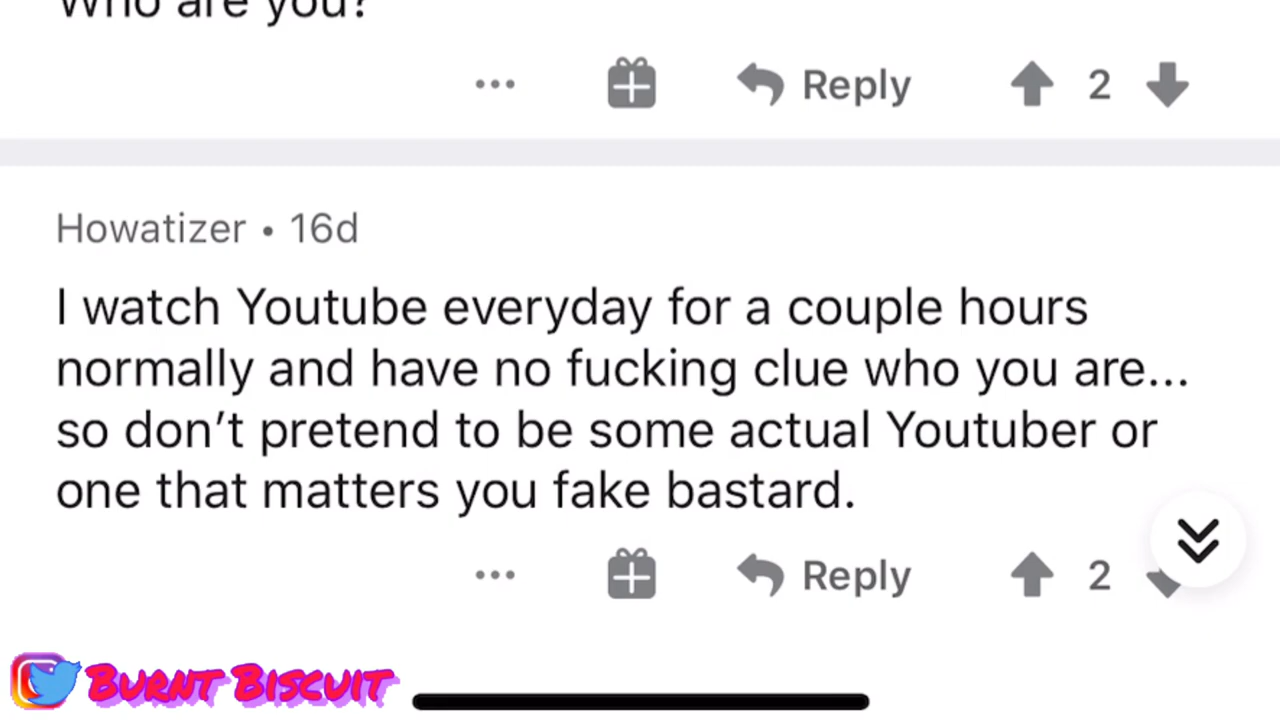 Who are you?
Reply 2
Howatizer • 16d
I watch Youtube everyday for a couple hours
normally and have no fucking clue who you are...
so don’t pretend to be some actual Youtuber or
one that matters you fake bastard.
Reply 2
BURNT BISCUIT